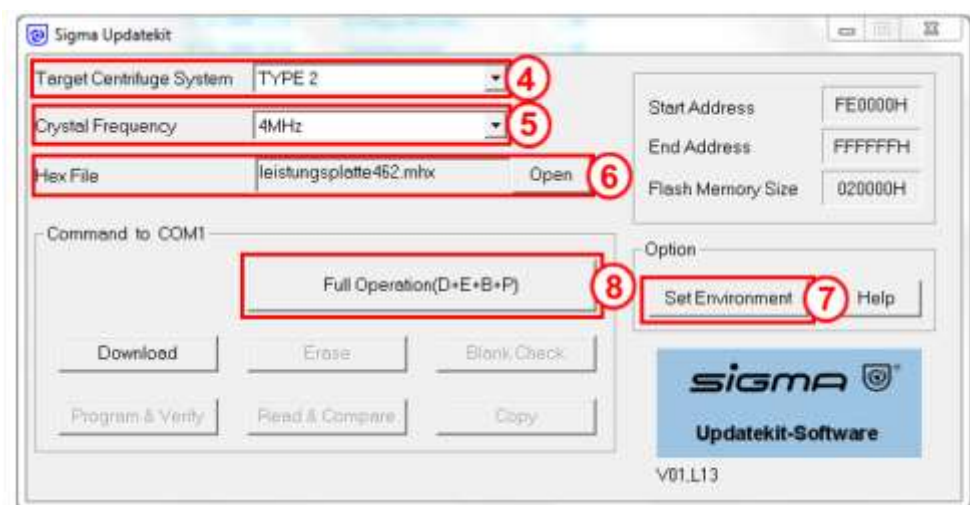 Sigma Updatekit
Target Centrifuge System TYPE 2 4
Crystal Frequency 4MHz 5
Hex File leistungsplatte462.mhx Open 6
Start Address FE0000H
End Address FFFFFFH
Flash Memory Size 020000H
Command to COM1
Full Operation(D+E+B+P) 8
Download Erase Blank Check
Program & Verify Read & Compare Copy
Option
Set Environment 7 Help
sigma
Updatekit-Software
V01,L13